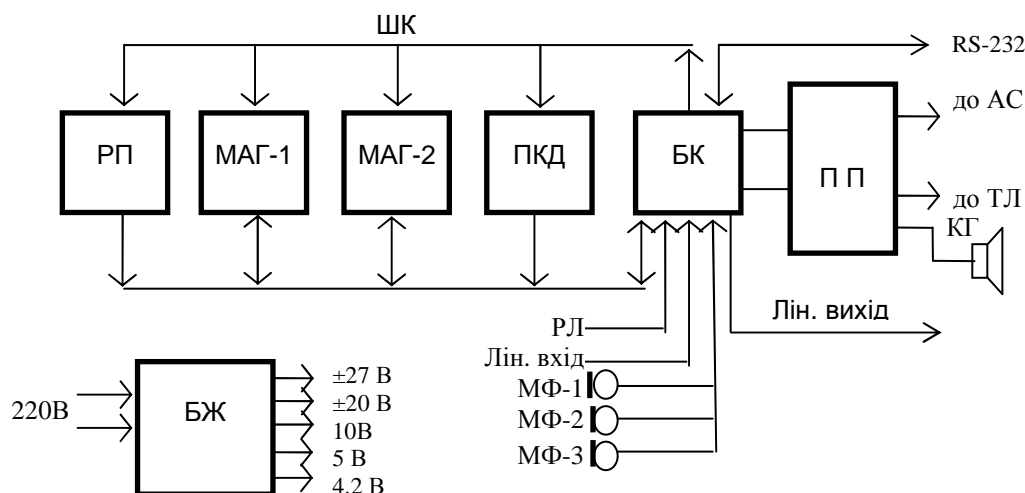 ШК
RS-232
РП
МАГ-1
МАГ-2
ПКД
БК
П П
до АС
до ТЛ
КГ
РЛ
Лін. вхід
МФ-1
МФ-2
МФ-3
Лін. вихід
220В
БЖ
±27 В
±20 В
10В
5 В
4.2 В